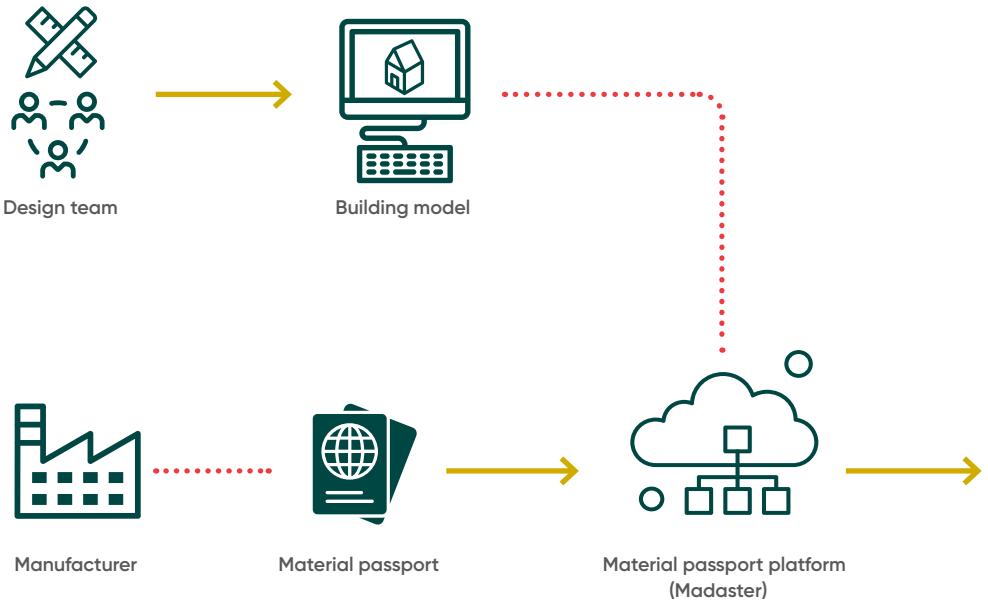 Design team
Building model
Manufacturer
Material passport
Material passport platform
(Madaster)